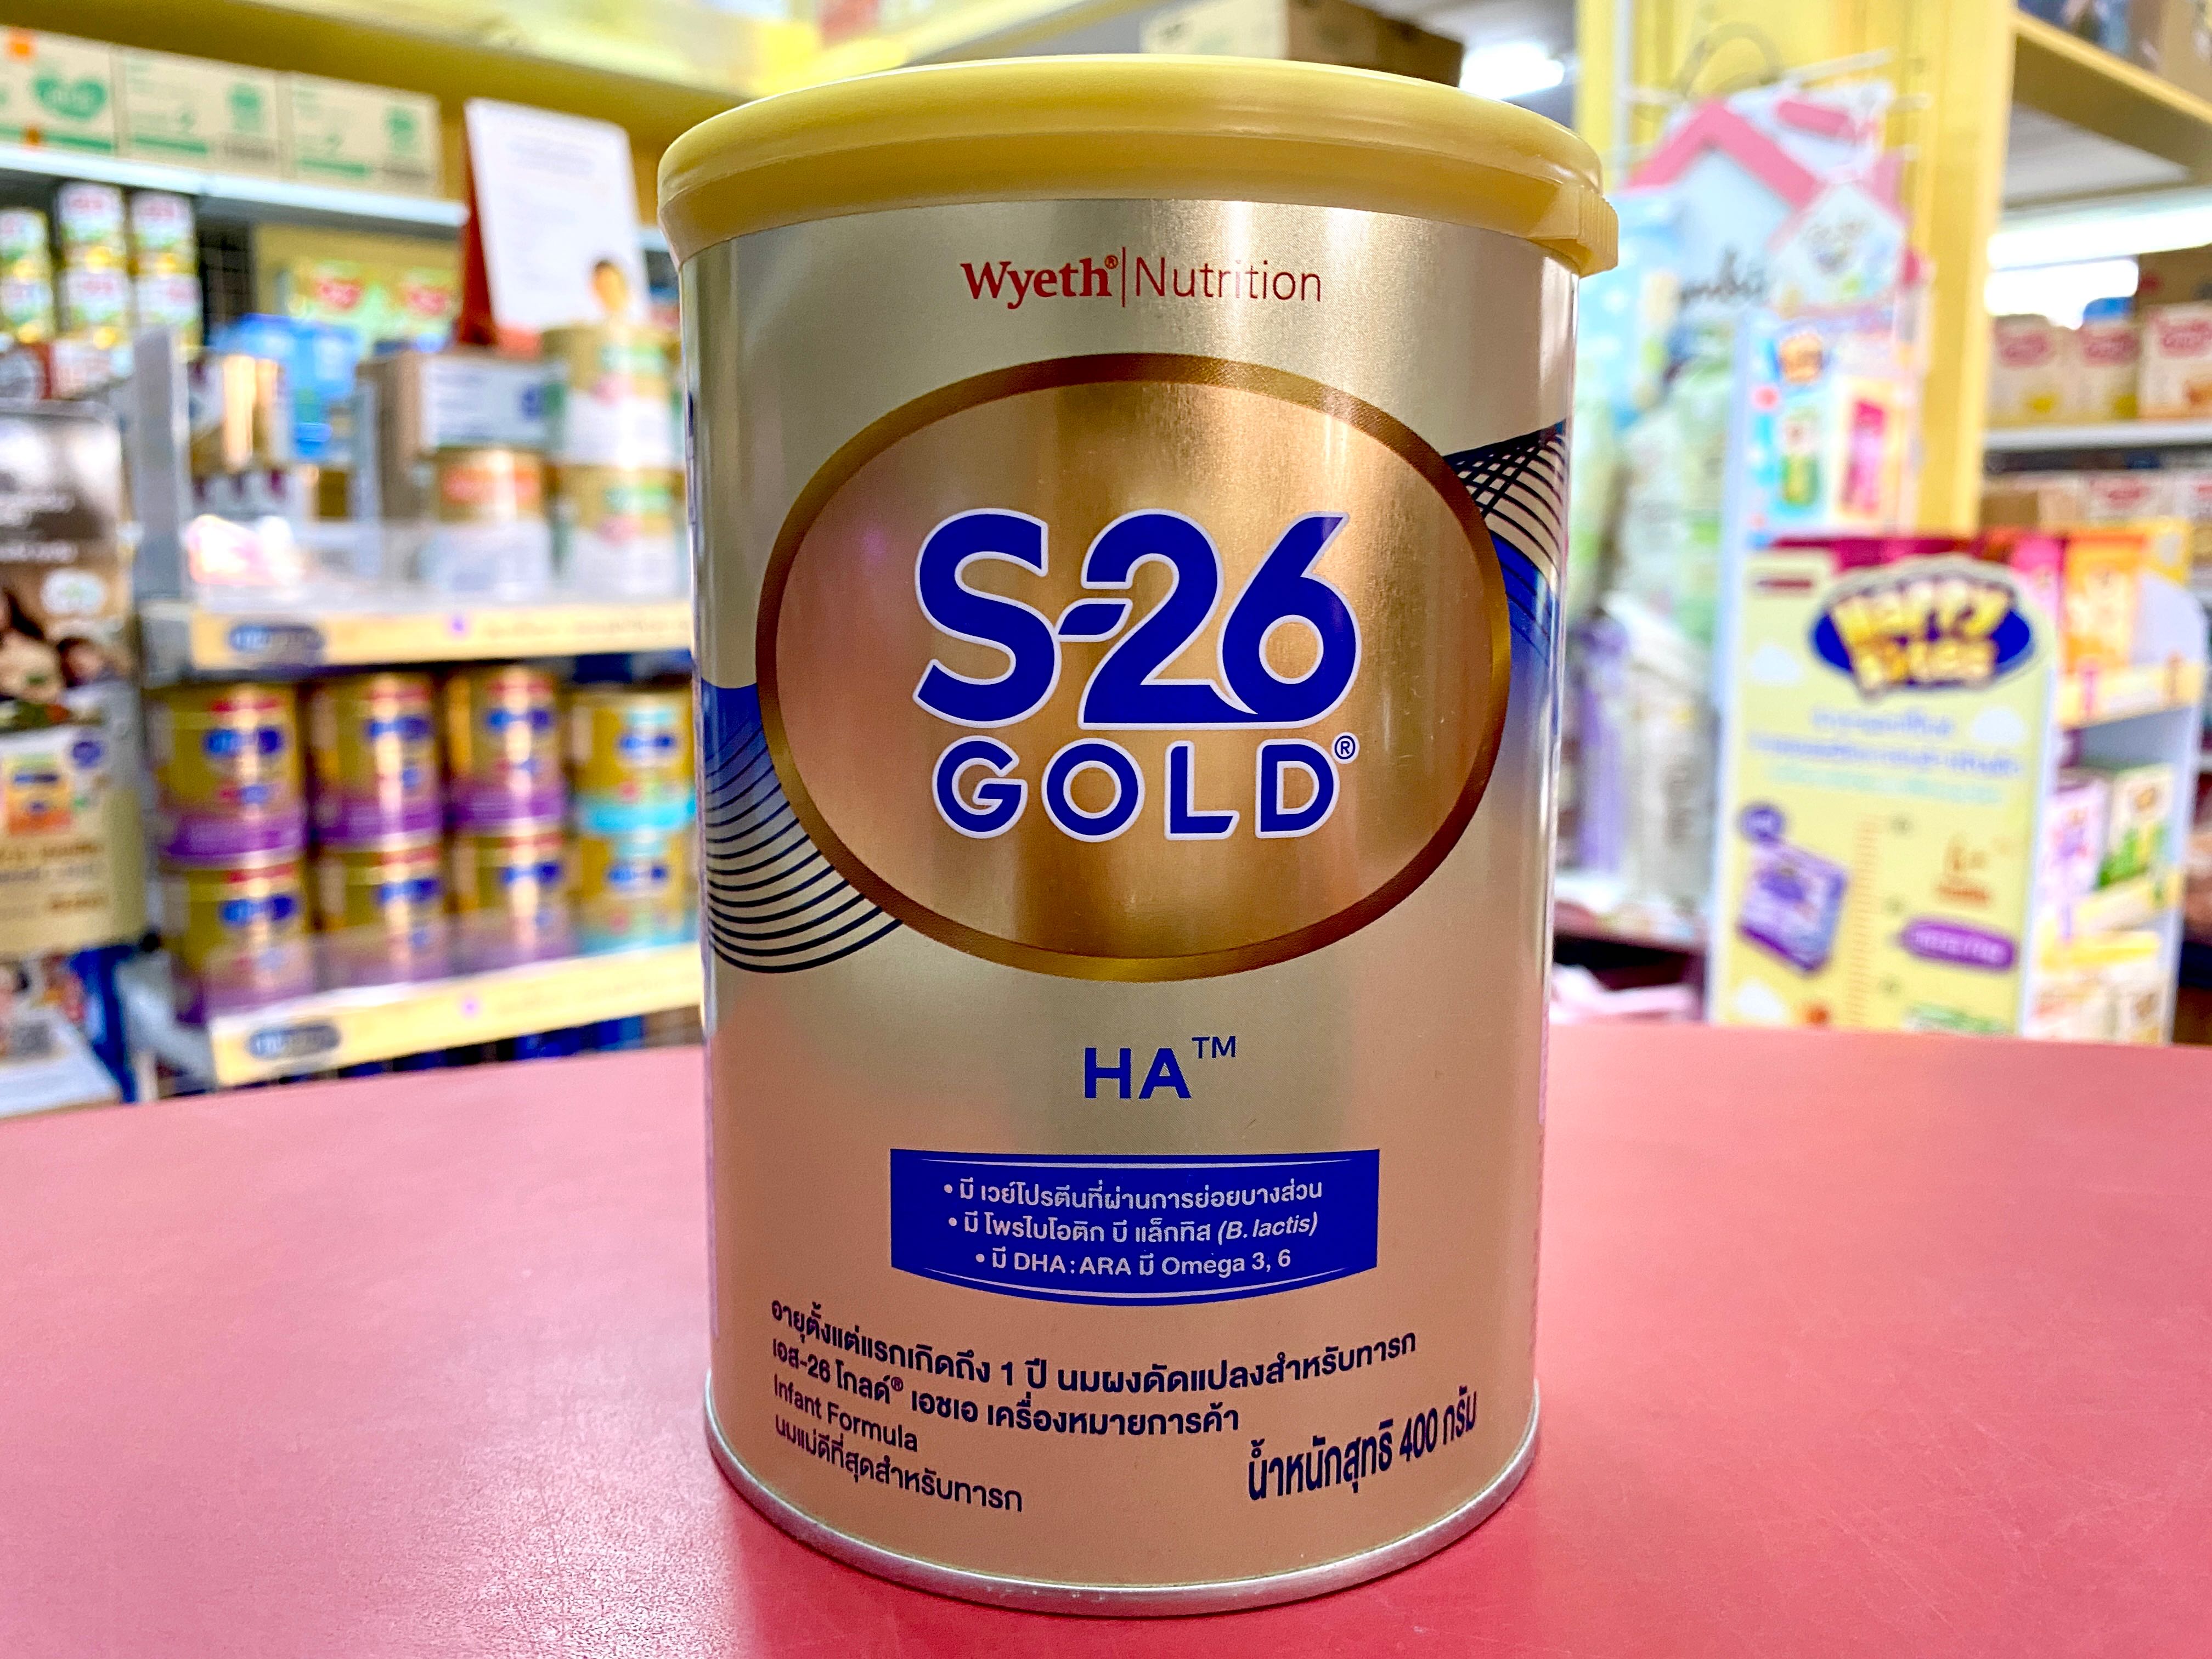 Wyeth® | Nutrition
S-26
GOLD®
HA™
• มี เวย์โปรตีนที่ผ่านการย่อยบางส่วน
• มี โพรไบโอติก บี แล็กทิส (B. lactis)
• มี DHA : ARA มี Omega 3, 6
อายุตั้งแต่แรกเกิดถึง 1 ปี นมผงดัดแปลงสำหรับทารก
เอส-26 โกลด์® เอชเอ เครื่องหมายการค้า
Infant Formula
นมแม่ดีที่สุดสำหรับทารก
น้ำหนักสุทธิ 400 กรัม